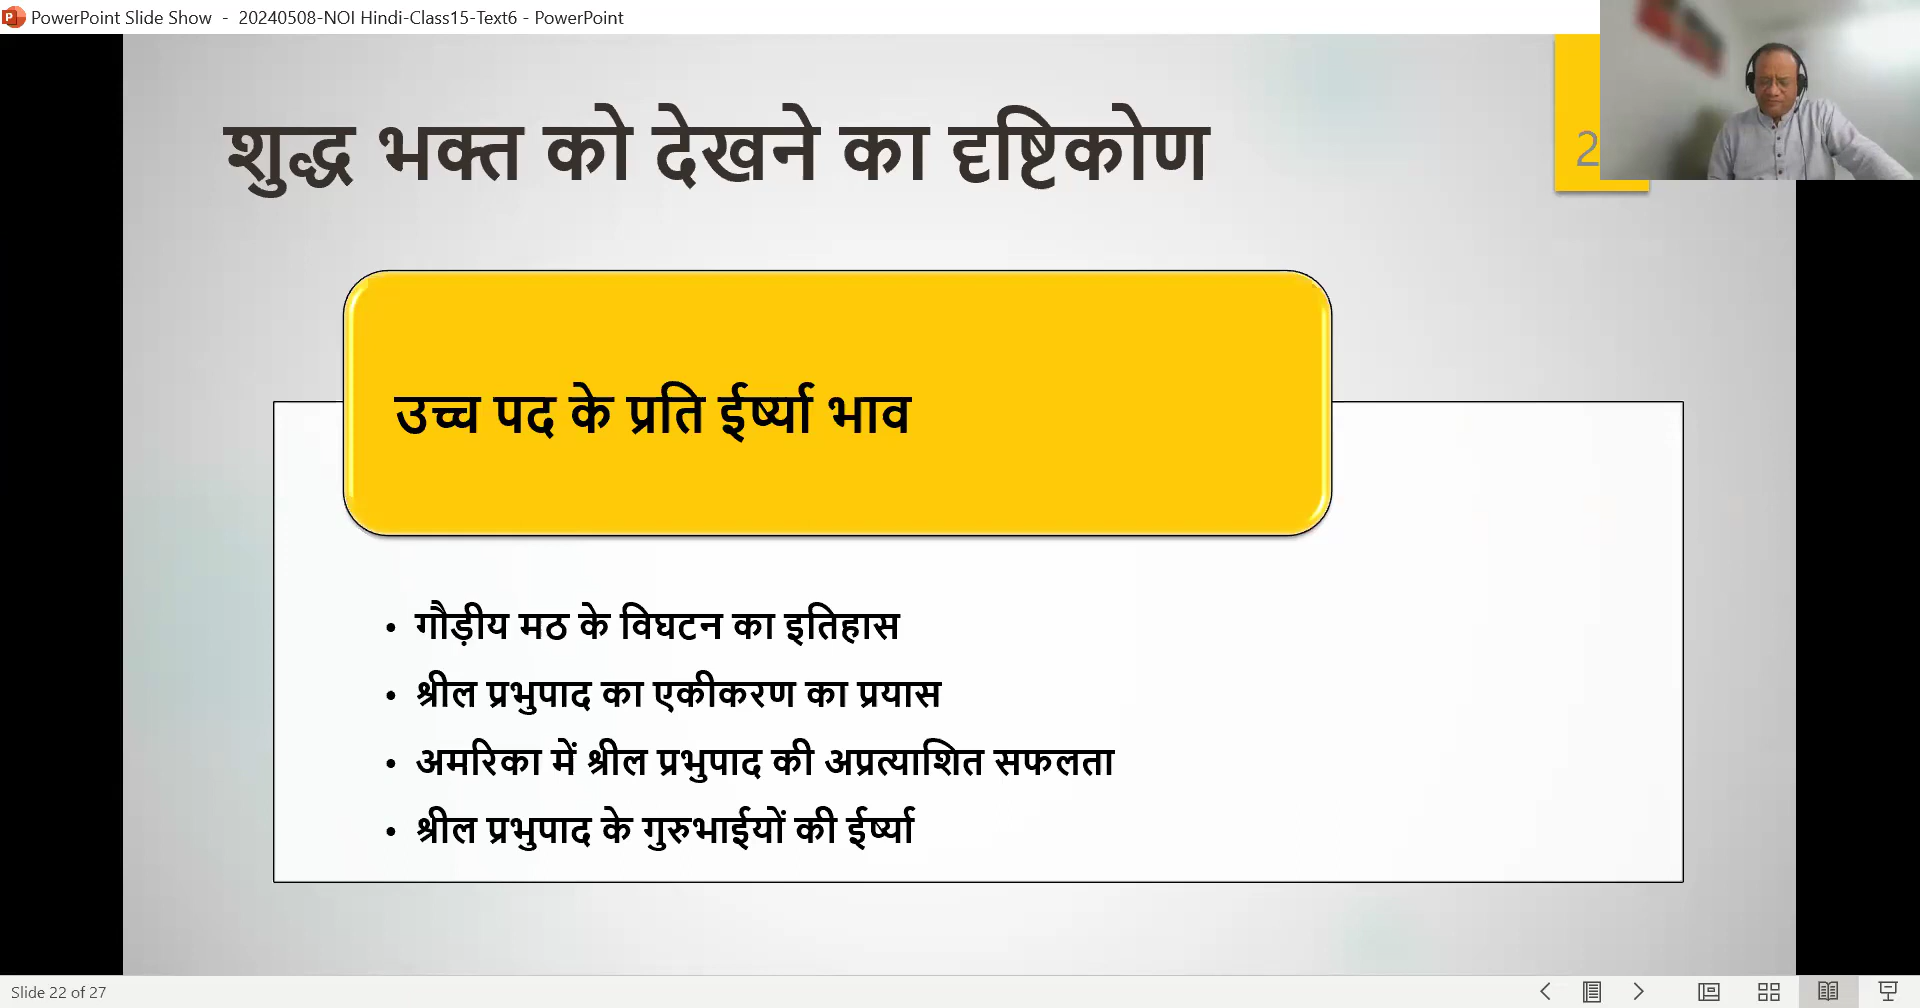 PowerPoint Slide Show - 20240508-NOI Hindi-Class15-Text6 - PowerPoint
शुद्ध भक्त को देखने का दृष्टिकोण
उच्च पद के प्रति ईर्ष्या भाव
• गौड़ीय मठ के विघटन का इतिहास
• श्रील प्रभुपाद का एकीकरण का प्रयास
• अमरिका में श्रील प्रभुपाद की अप्रत्याशित सफलता
• श्रील प्रभुपाद के गुरुभाईयों की ईर्ष्या
Slide 22 of 27